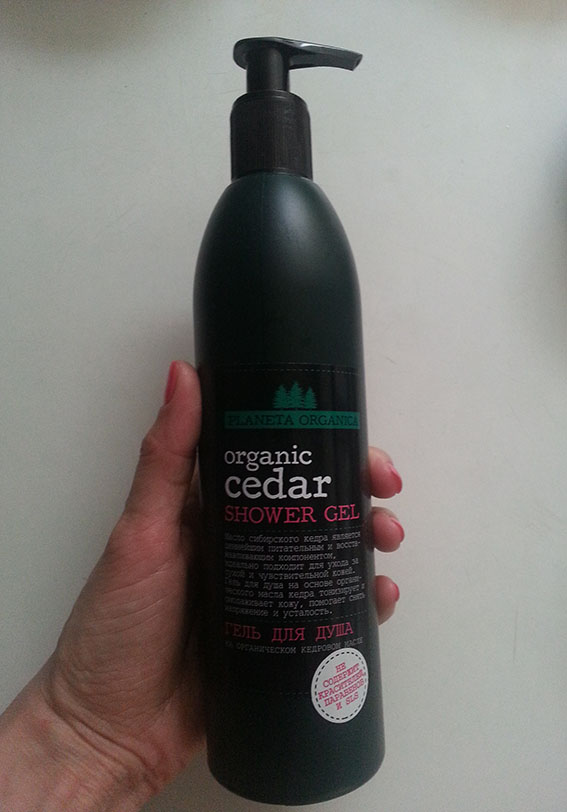 PLANETA ORGANICA
organic
cedar
SHOWER GEL
Масло сибирского кедра является
ценнейшим питательным и восста-
навливающим компонентом,
идеально подходит для ухода за
сухой и чувствительной кожей.
Гель для душа на основе органи-
ческого масла кедра тонизирует и
омолаживает кожу, помогает снять
напряжение и усталость.
ГЕЛЬ ДЛЯ ДУША
НА ОРГАНИЧЕСКОМ КЕДРОВОМ МАСЛЕ
НЕ
СОДЕРЖИТ
КРАСИТЕЛЕЙ,
ПАРАБЕНОВ
И SLS